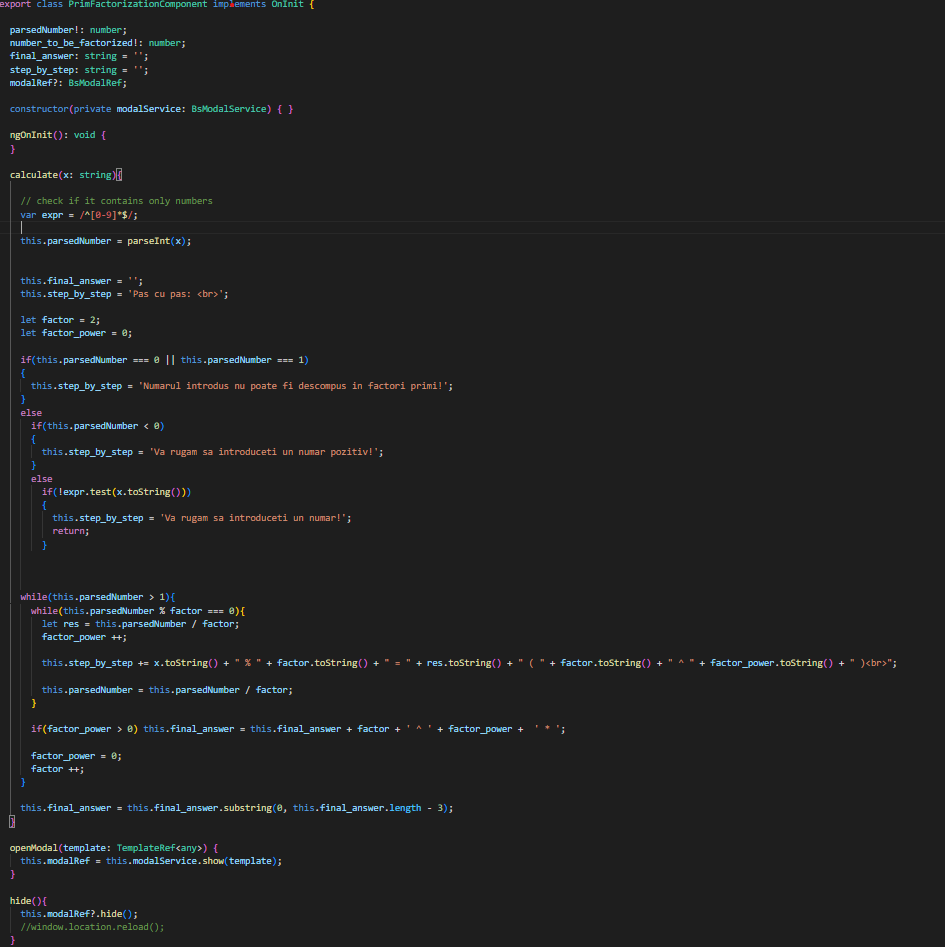 export class PrimFactorizationComponent implements OnInit {
parsedNumber!: number;
number_to_be_factorized!: number;
final_answer: string = '';
step_by_step: string = '';
modalRef?: BsModalRef;
constructor(private modalService: BsModalService) { }
ngOnInit(): void {
}
calculate(x: string){
// check if it contains only numbers
var expr = /^[0-9]*$/;
this.parsedNumber = parseInt(x);
this.final_answer = '';
this.step_by_step = 'Pas cu pas: <br>';
let factor = 2;
let factor_power = 0;
if(this.parsedNumber === 0 || this.parsedNumber === 1)
{
this.step_by_step = 'Numarul introdus nu poate fi descompus in factori primi!';
}
else
if(this.parsedNumber < 0)
{
this.step_by_step = 'Va rugam sa introduceti un numar pozitiv!';
}
else
if(!expr.test(x.toString()))
{
this.step_by_step = 'Va rugam sa introduceti un numar!';
return;
}
while(this.parsedNumber > 1){
while(this.parsedNumber % factor === 0){
let res = this.parsedNumber / factor;
factor_power ++;
this.step_by_step += x.toString() + " % " + factor.toString() + " = " + res.toString() + " ( " + factor.toString() + " ^ " + factor_power.toString() + " )<br>";
this.parsedNumber = this.parsedNumber / factor;
}
if(factor_power > 0) this.final_answer = this.final_answer + factor + ' ^ ' + factor_power +  ' * ';
factor_power = 0;
factor ++;
}
this.final_answer = this.final_answer.substring(0, this.final_answer.length - 3);
}
openModal(template: TemplateRef<any>) {
this.modalRef = this.modalService.show(template);
}
hide(){
this.modalRef?.hide();
//window.location.reload();
}